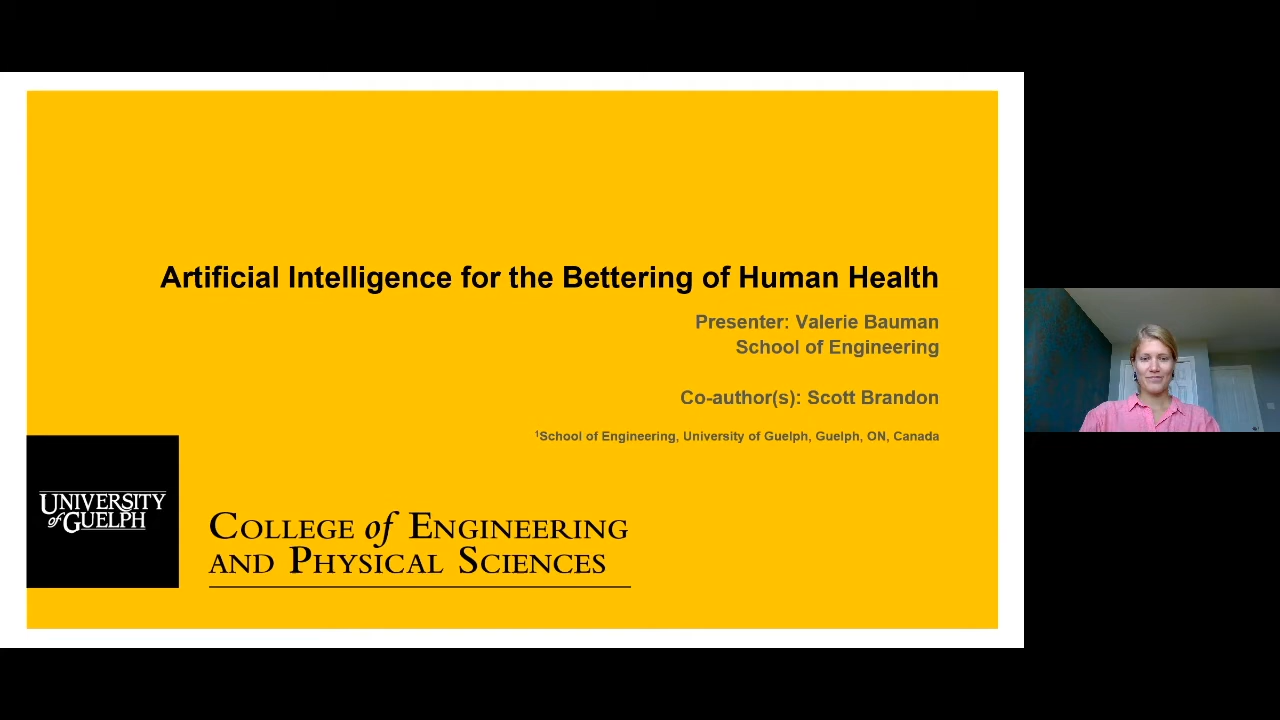 Artificial Intelligence for the Bettering of Human Health
Presenter: Valerie Bauman
School of Engineering
Co-author(s): Scott Brandon
¹School of Engineering, University of Guelph, Guelph, ON, Canada
UNIVERSITY
of GUELPH
COLLEGE of ENGINEERING
AND PHYSICAL SCIENCES